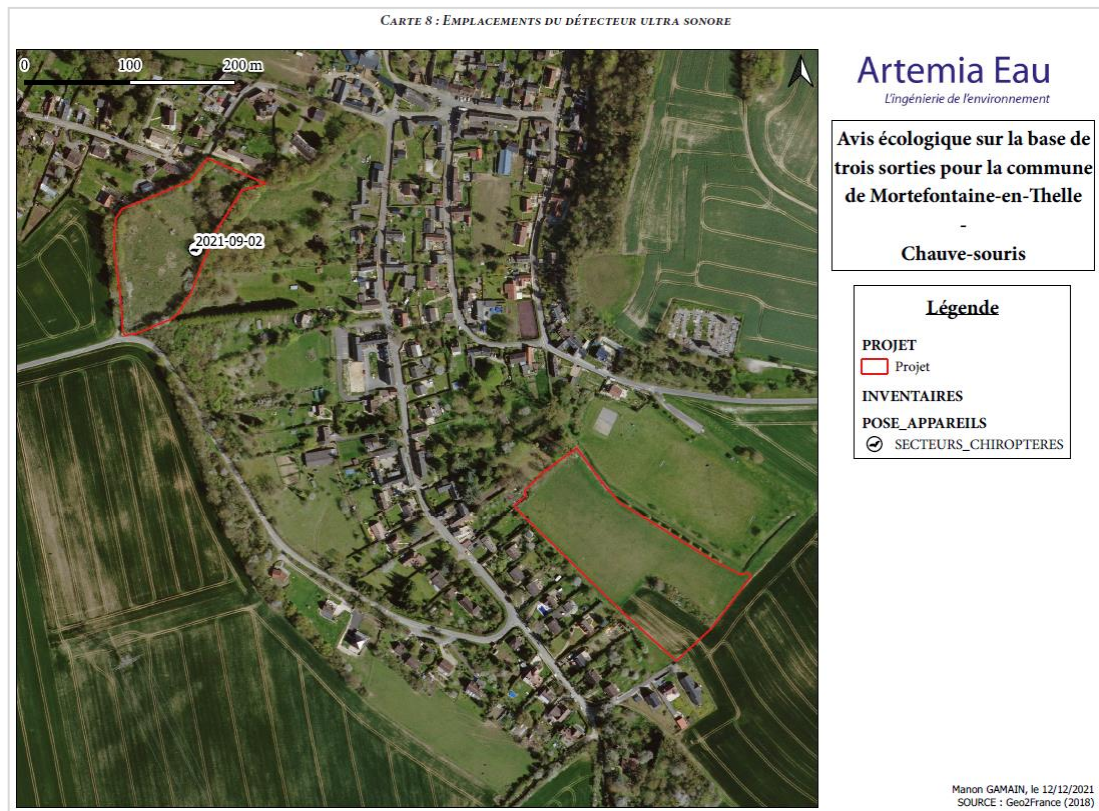 CARTE 8 : EMPLACEMENTS DU DÉTECTEUR ULTRA SONORE
0 100 200 m
2021-09-02
Artemia Eau
L'ingénierie de l'environnement
Avis écologique sur la base de
trois sorties pour la commune
de Mortefontaine-en-Thelle
-
Chauve-souris
Légende
PROJET
Projet
INVENTAIRES
POSE_APPAREILS
SECTEURS_CHIROPTERES
Manon GAMAIN, le 12/12/2021
SOURCE : Geo2France (2018)